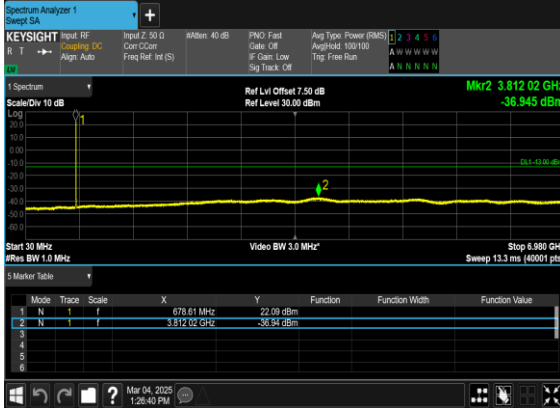 Spectrum Analyzer 1
Swept SA
+
KEYSIGHT Input: RF Input Z: 50 Ω #Atten: 40 dB PNO: Fast Avg Type: Power (RMS) 1 2 3 4 5 6
R T Coupling: DC Corr CCorr Gate: Off Avg|Hold: 100/100 A W W W W W
Align: Auto Freq Ref: Int (S) IF Gain: Low Trig: Free Run
Sig Track: Off A N N N N N
1 Spectrum Ref Lvl Offset 7.50 dB Mkr2 3.812 02 GHz
Scale/Div 10 dB Ref Level 30.00 dBm -36.945 dBm
Log
20.0
10.0
0.00
-10.0
-20.0
-30.0
-40.0
-50.0
-60.0
1
DL1 -13.00 dBm
2
Start 30 MHz Video BW 3.0 MHz* Stop 6.980 GHz
#Res BW 1.0 MHz Sweep 13.3 ms (40001 pts)
5 Marker Table
Mode Trace Scale X Y Function Function Width Function Value
1 N 1 f 678.61 MHz 22.09 dBm
2 N 1 f 3.812 02 GHz -36.94 dBm
3
4
5
6
? Mar 04, 2025
1:26:40 PM